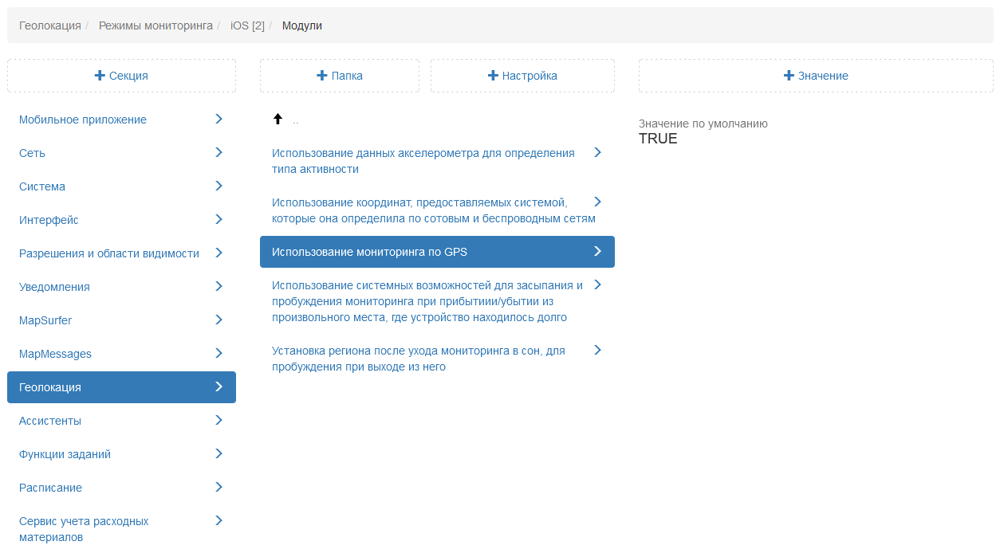 Геолокация / Режимы мониторинга / iOS [2] / Модули
Секция
Папка
Настройка
Значение
Мобильное приложение
Сеть
Система
Интерфейс
Разрешения и области видимости
Уведомления
MapSurfer
MapMessages
Геолокация
Ассистенты
Функции заданий
Расписание
Сервис учета расходных
материалов
..
Использование данных акселерометра для определения
типа активности
Использование координат, предоставляемых системой,
которые она определила по сотовым и беспроводным сетям
Использование мониторинга по GPS
Использование системных возможностей для засыпания и
пробуждения мониторинга при прибытиии/убытии из
произвольного места, где устройство находилось долго
Установка региона после ухода мониторинга в сон, для
пробуждения при выходе из него
Значение по умолчанию
TRUE